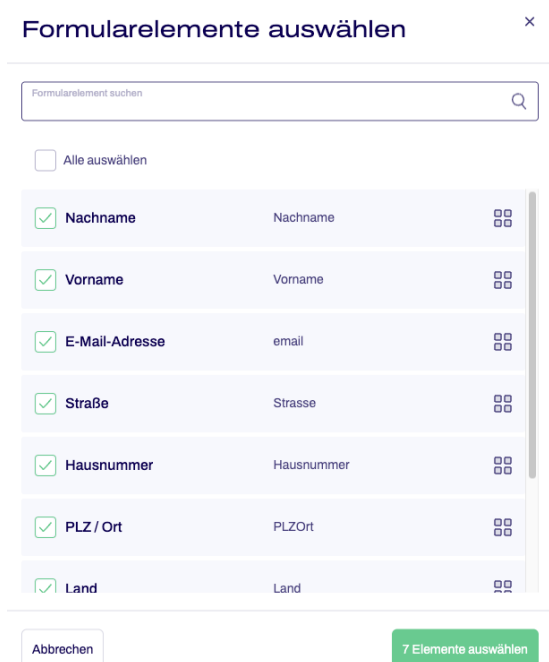 Formularelemente auswählen
Formularelement suchen
Alle auswählen
Nachname Nachname
Vorname Vorname
E-Mail-Adresse email
Straße Strasse
Hausnummer Hausnummer
PLZ / Ort PLZOrt
Land Land
Abbrechen 7 Elemente auswählen